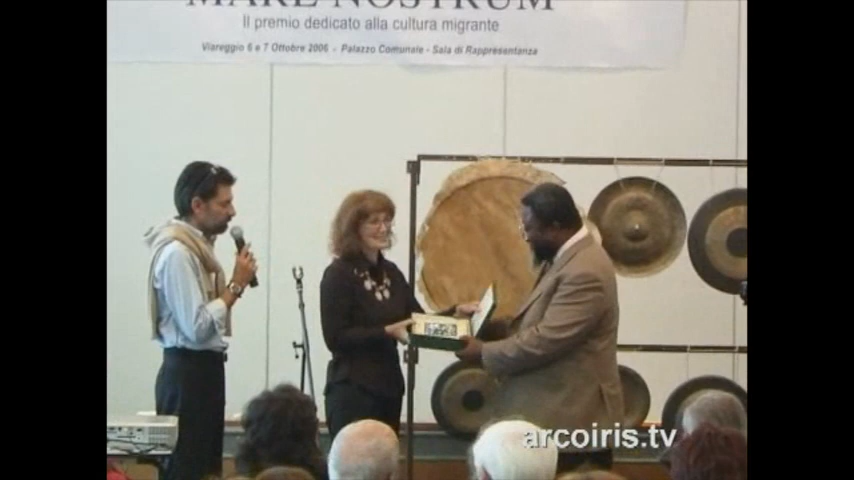 MARE NOSTRUM
Il premio dedicato alla cultura migrante
Viareggio 6 e 7 Ottobre 2006 - Palazzo Comunale - Sala di Rappresentanza
arcoiris.tv